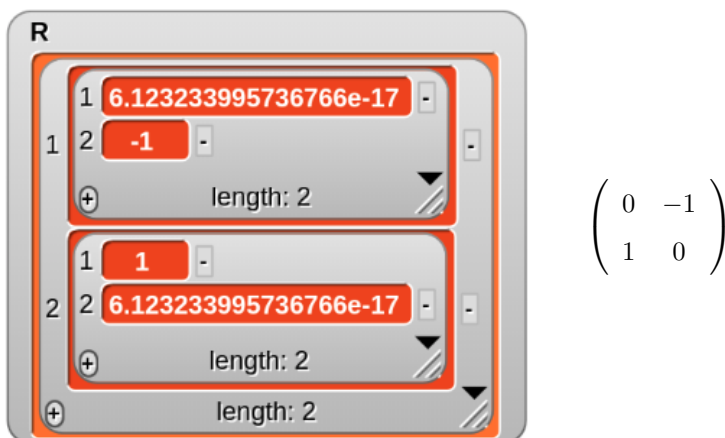 R
1
1 6.123233995736766e-17 -
2 -1 -
+ length: 2
-
2
1 1 -
2 6.123233995736766e-17 -
+ length: 2
-
+ length: 2
0 −1
1 0